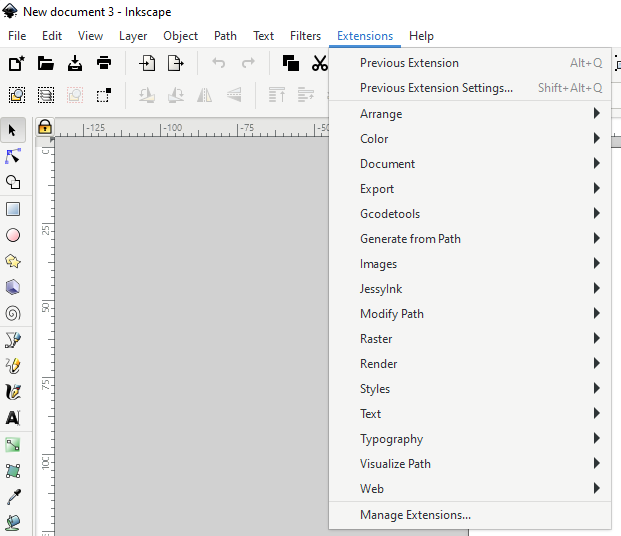 New document 3 - Inkscape
File Edit View Layer Object Path Text Filters Extensions Help
Previous Extension Alt+Q
Previous Extension Settings... Shift+Alt+Q
Arrange
Color
Document
Export
Gcodetools
Generate from Path
Images
JessyInk
Modify Path
Raster
Render
Styles
Text
Typography
Visualize Path
Web
Manage Extensions...
-125 -100 -75 -50
0
25
50
75
100